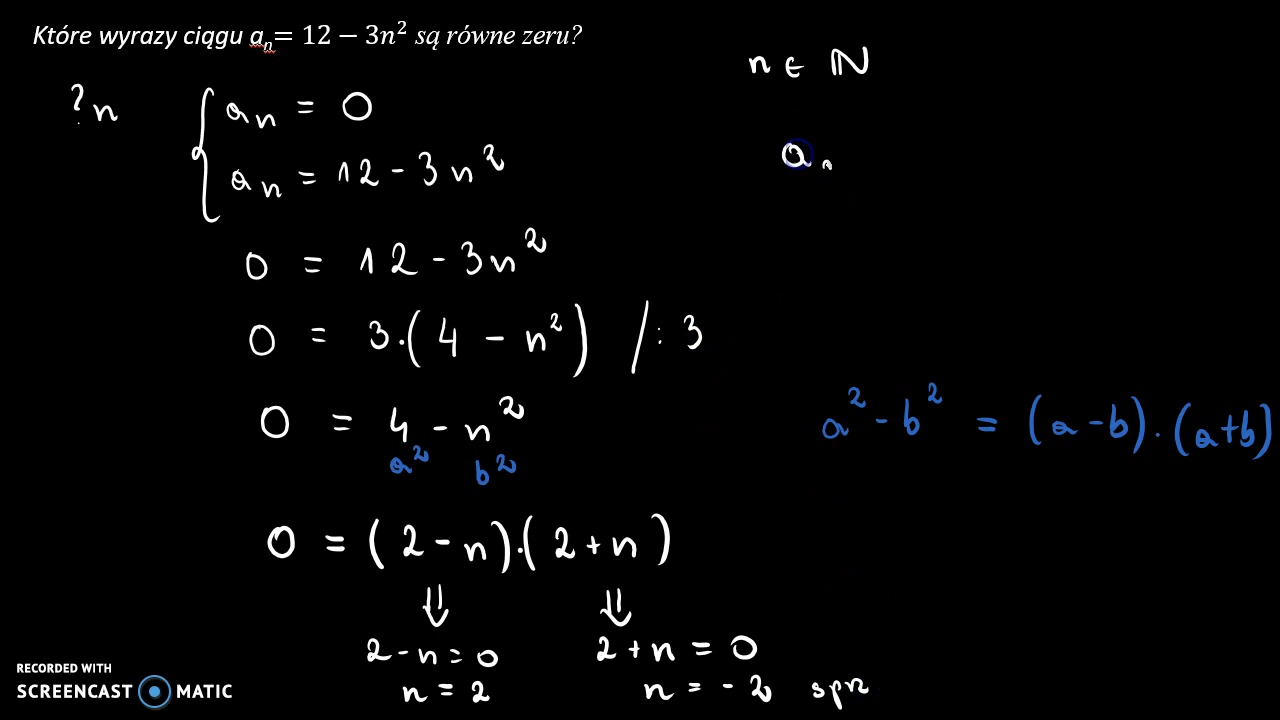 Które wyrazy ciągu aₙ= 12 − 3n² są równe zeru?
n ∈ ℕ
?n
aₙ = 0
aₙ = 12 - 3n²
0 = 12 - 3n²
0 = 3·(4 - n²) /:3
0 = 4 - n²
a² b²
a² - b² = (a-b)·(a+b)
0 = (2-n)·(2+n)
⇓ ⇓
2-n=0 2+n=0
n=2 n=-2 spn
RECORDED WITH
SCREENCAST MATIC